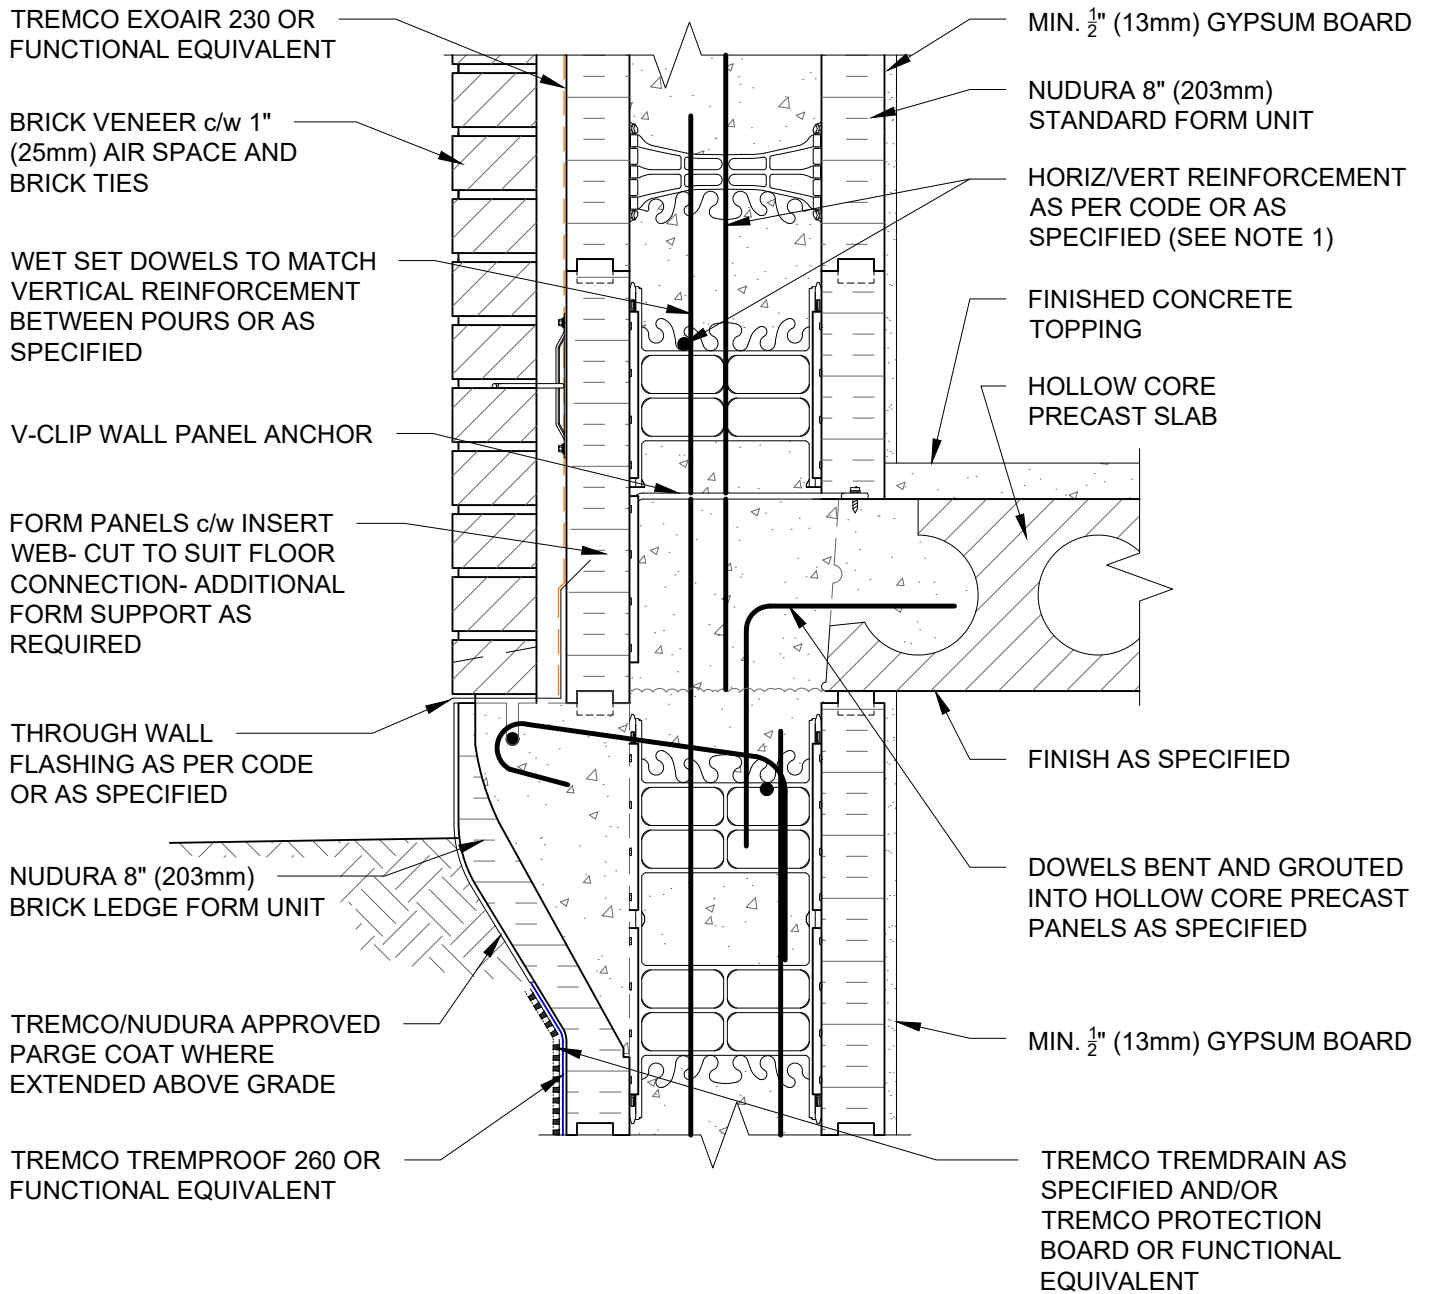 TREMCO EXOAIR 230 OR
FUNCTIONAL EQUIVALENT
BRICK VENEER c/w 1"
(25mm) AIR SPACE AND
BRICK TIES
WET SET DOWELS TO MATCH
VERTICAL REINFORCEMENT
BETWEEN POURS OR AS
SPECIFIED
V-CLIP WALL PANEL ANCHOR
FORM PANELS c/w INSERT
WEB- CUT TO SUIT FLOOR
CONNECTION- ADDITIONAL
FORM SUPPORT AS
REQUIRED
THROUGH WALL
FLASHING AS PER CODE
OR AS SPECIFIED
NUDURA 8" (203mm)
BRICK LEDGE FORM UNIT
TREMCO/NUDURA APPROVED
PARGE COAT WHERE
EXTENDED ABOVE GRADE
TREMCO TREMPROOF 260 OR
FUNCTIONAL EQUIVALENT
MIN. 1/2" (13mm) GYPSUM BOARD
NUDURA 8" (203mm)
STANDARD FORM UNIT
HORIZ/VERT REINFORCEMENT
AS PER CODE OR AS
SPECIFIED (SEE NOTE 1)
FINISHED CONCRETE
TOPPING
HOLLOW CORE
PRECAST SLAB
FINISH AS SPECIFIED
DOWELS BENT AND GROUTED
INTO HOLLOW CORE PRECAST
PANELS AS SPECIFIED
MIN. 1/2" (13mm) GYPSUM BOARD
TREMCO TREMDRAIN AS
SPECIFIED AND/OR
TREMCO PROTECTION
BOARD OR FUNCTIONAL
EQUIVALENT